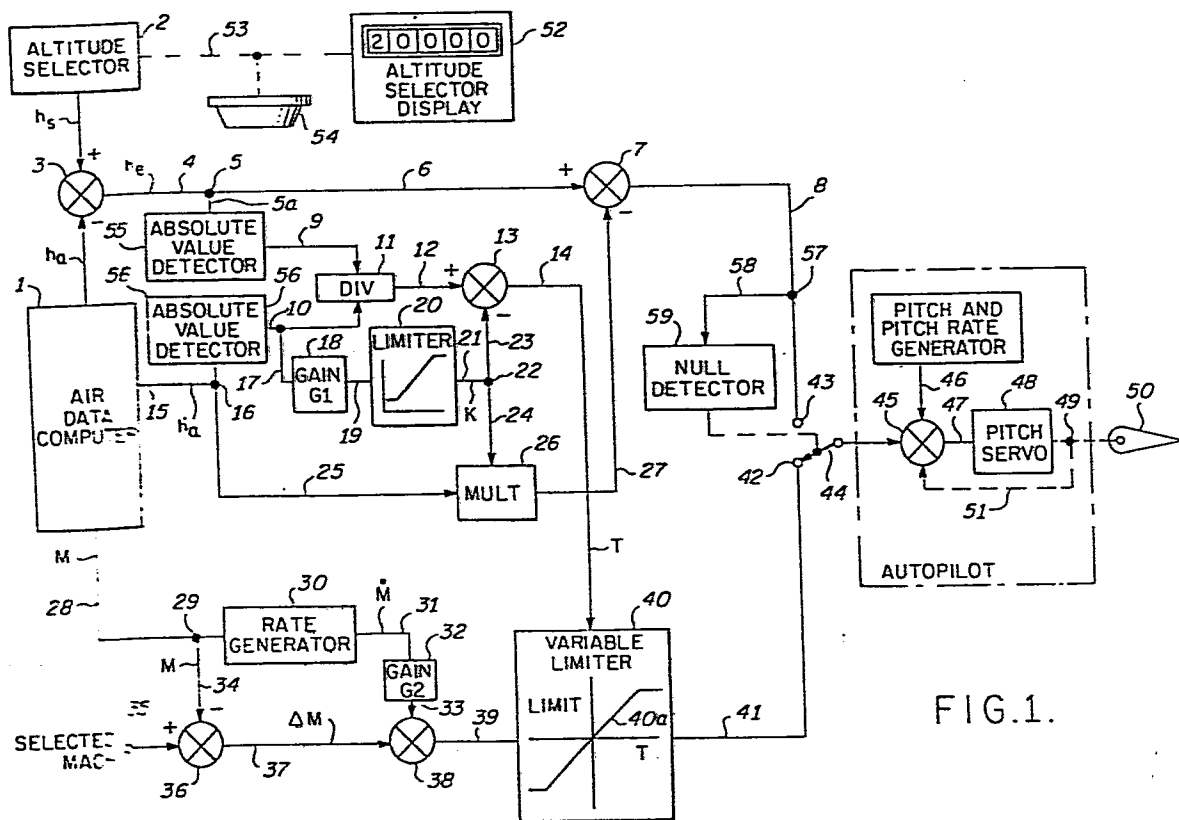 2
53
52
ALTITUDE
SELECTOR
20000
ALTITUDE
SELECTOR
DISPLAY
54
hs
+
3
4
5
6
+
7
-
-
5a
8
ha
55
ABSOLUTE
VALUE
DETECTOR
9
11
12
13
14
+
-
DIV
1
56
56
ABSOLUTE
VALUE
DETECTOR
10
20
18
GAIN
G1
LIMITER
21
23
22
17
19
K
24
AIR
DATA
COMPUTER
15
ḣa
16
25
26
MULT
27
58
57
59
NULL
DETECTOR
43
42
44
PITCH AND
PITCH RATE
GENERATOR
46
45
47
48
PITCH
SERVO
49
50
51
AUTOPILOT
M
28
29
30
RATE
GENERATOR
Ṁ
31
32
GAIN
G2
33
M
34
-
+
SELECTED
36
37
ΔM
38
39
T
40
VARIABLE
LIMITER
LIMIT
40a
T
41
FIG.1.